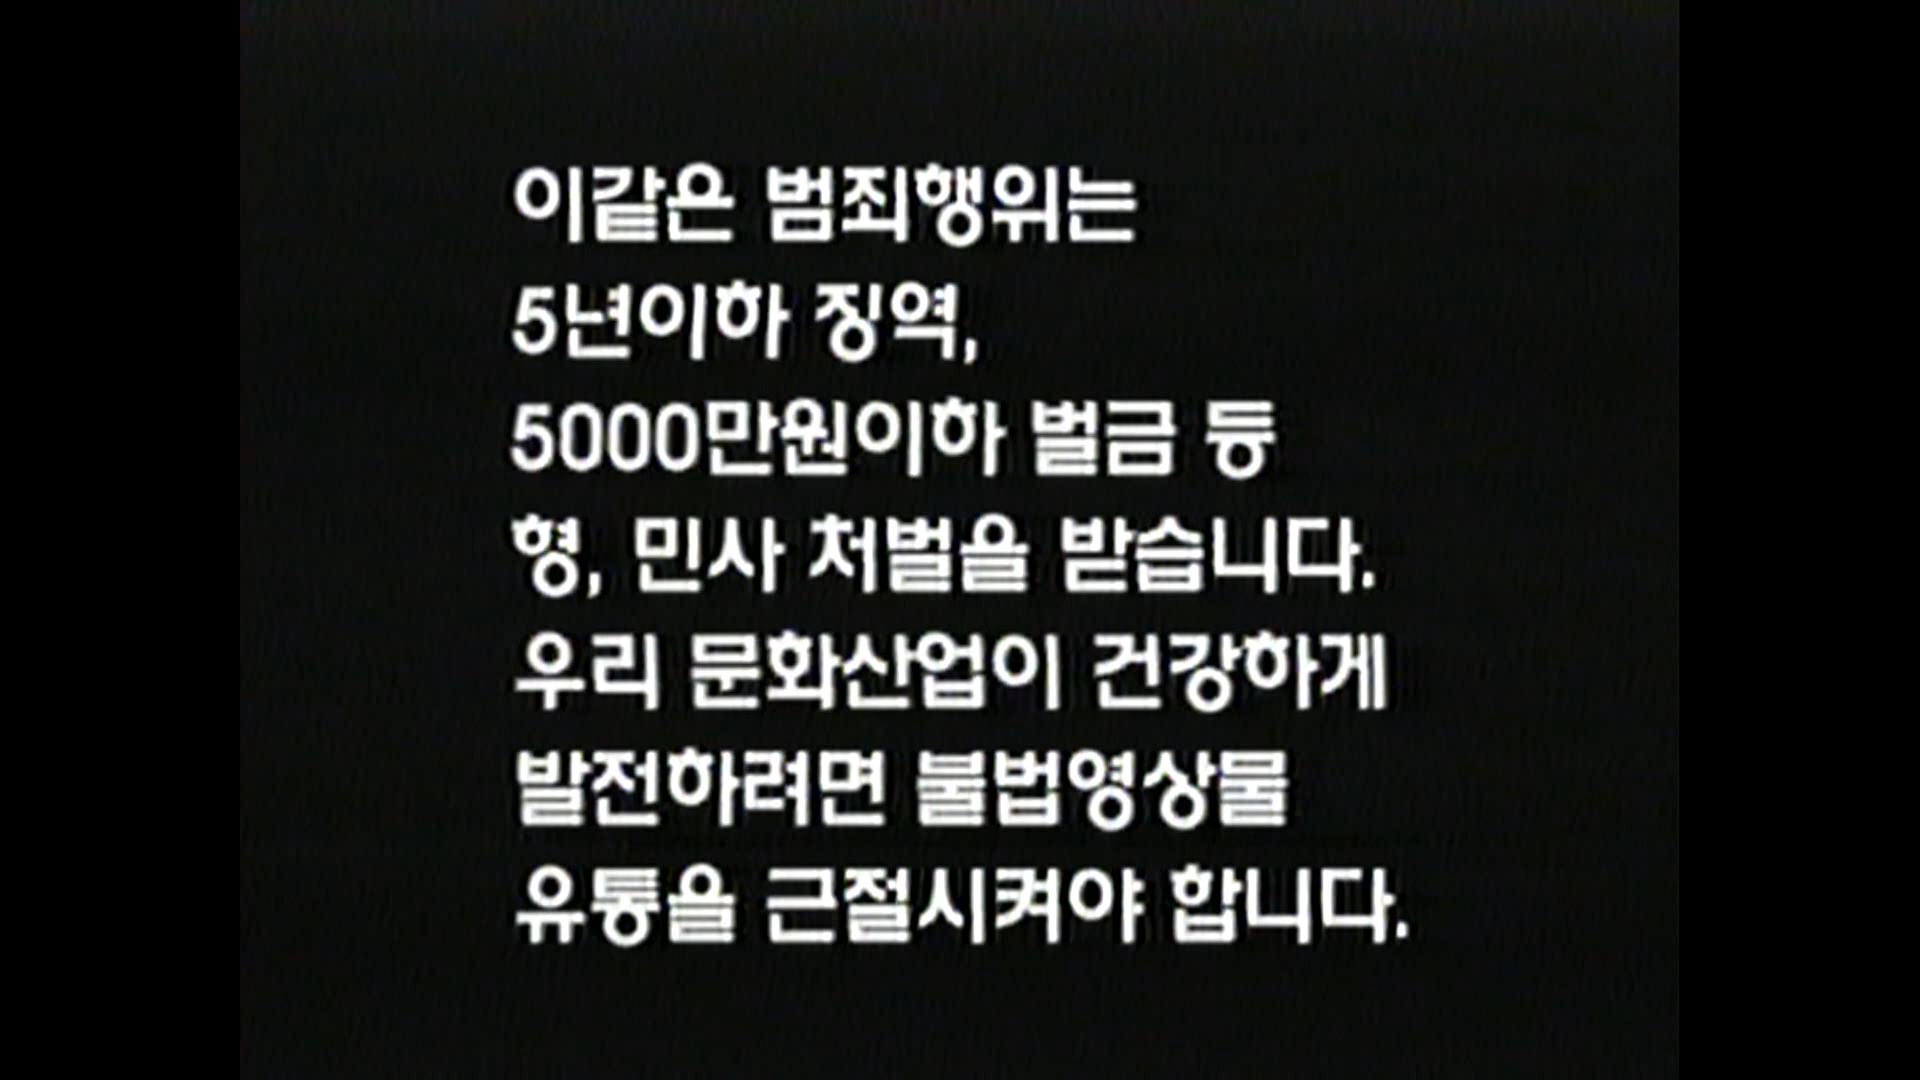 이같은 범죄행위는
5년이하 징역,
5000만원이하 벌금 등
형, 민사 처벌을 받습니다.
우리 문화산업이 건강하게
발전하려면 불법영상물
유통을 근절시켜야 합니다.